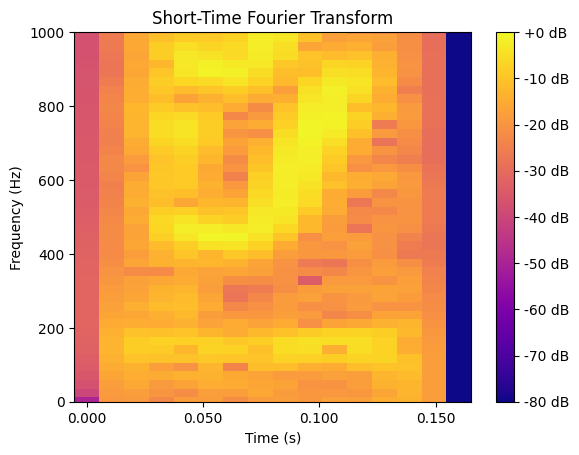 Short-Time Fourier Transform
1000
800
600
400
200
0
Frequency (Hz)
0.000
0.050
0.100
0.150
Time (s)
+0 dB
-10 dB
-20 dB
-30 dB
-40 dB
-50 dB
-60 dB
-70 dB
-80 dB